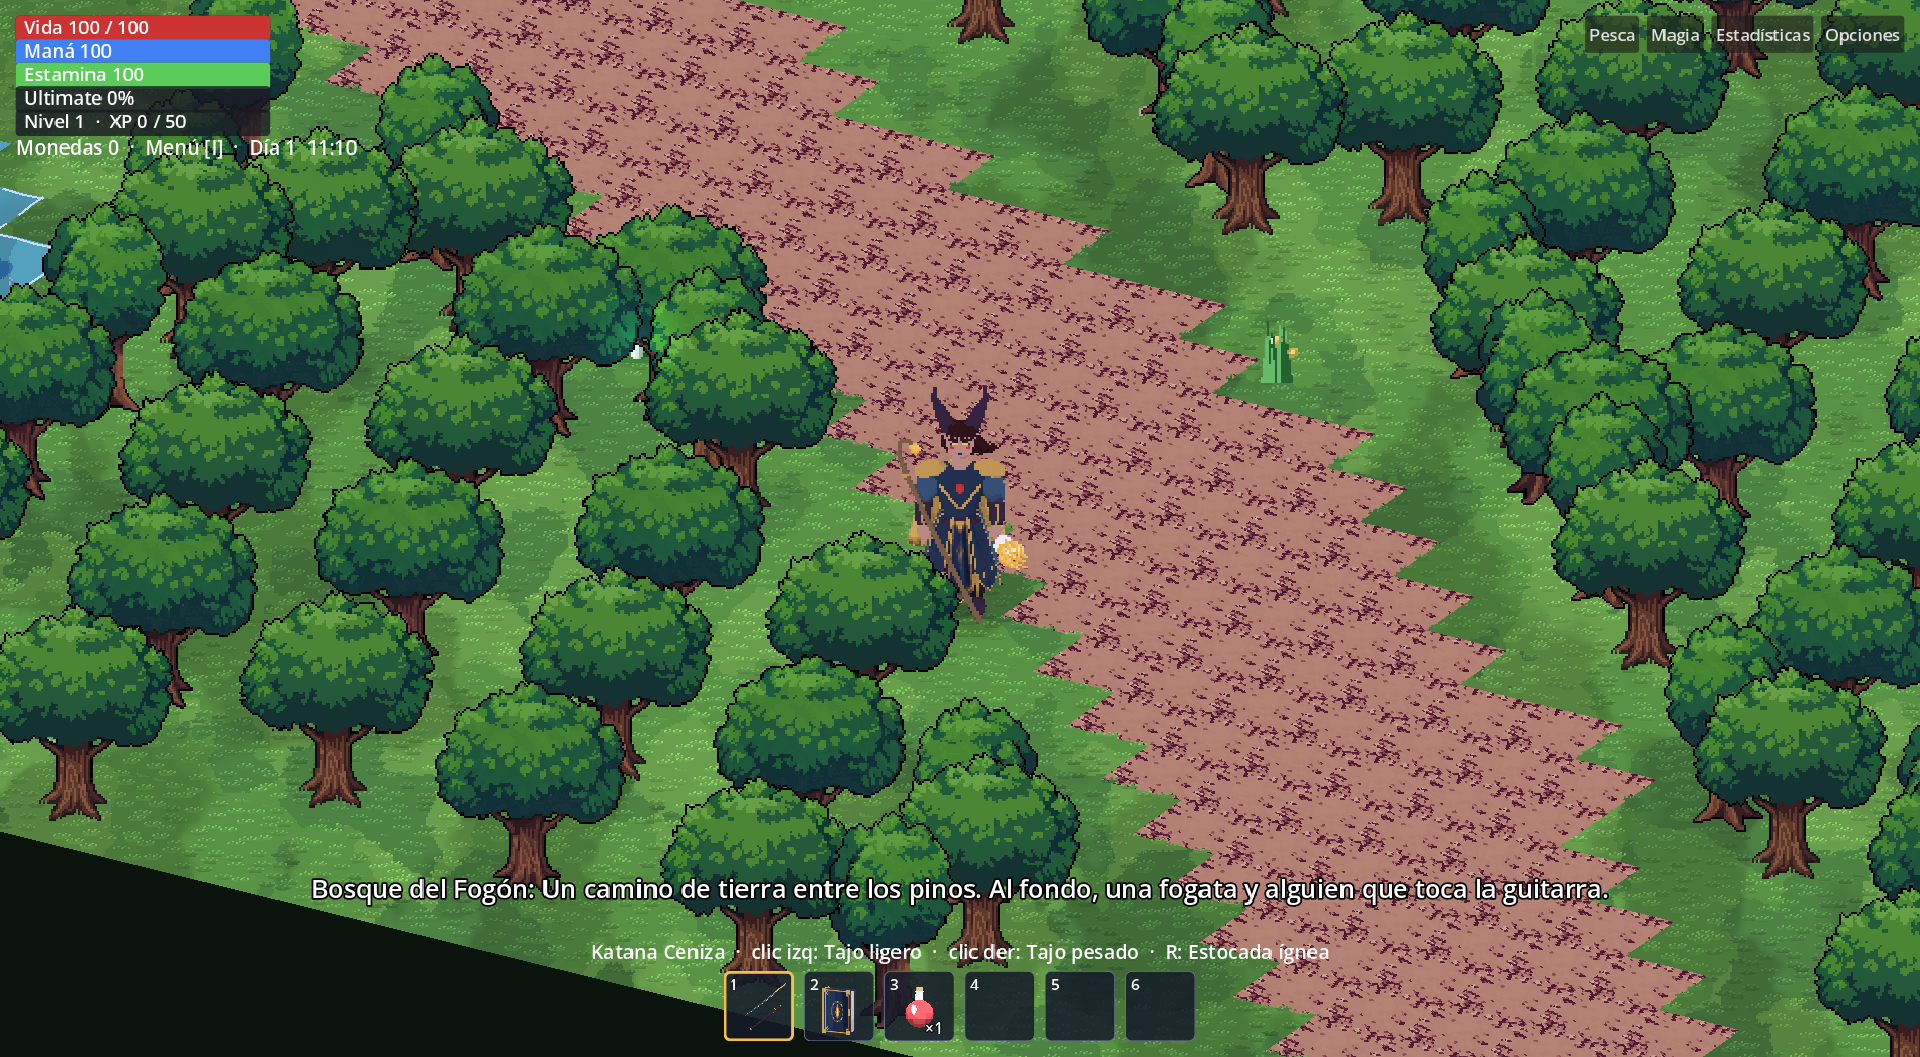 Vida 100 / 100
Maná 100
Estamina 100
Ultimate 0%
Nivel 1 · XP 0 / 50
Monedas 0 · Menú [I] · Día 1 11:10
Pesca Magia Estadísticas Opciones
Bosque del Fogón: Un camino de tierra entre los pinos. Al fondo, una fogata y alguien que toca la guitarra.
Katana Ceniza · clic izq: Tajo ligero · clic der: Tajo pesado · R: Estocada ígnea
1 2 3 4 5 6
×1